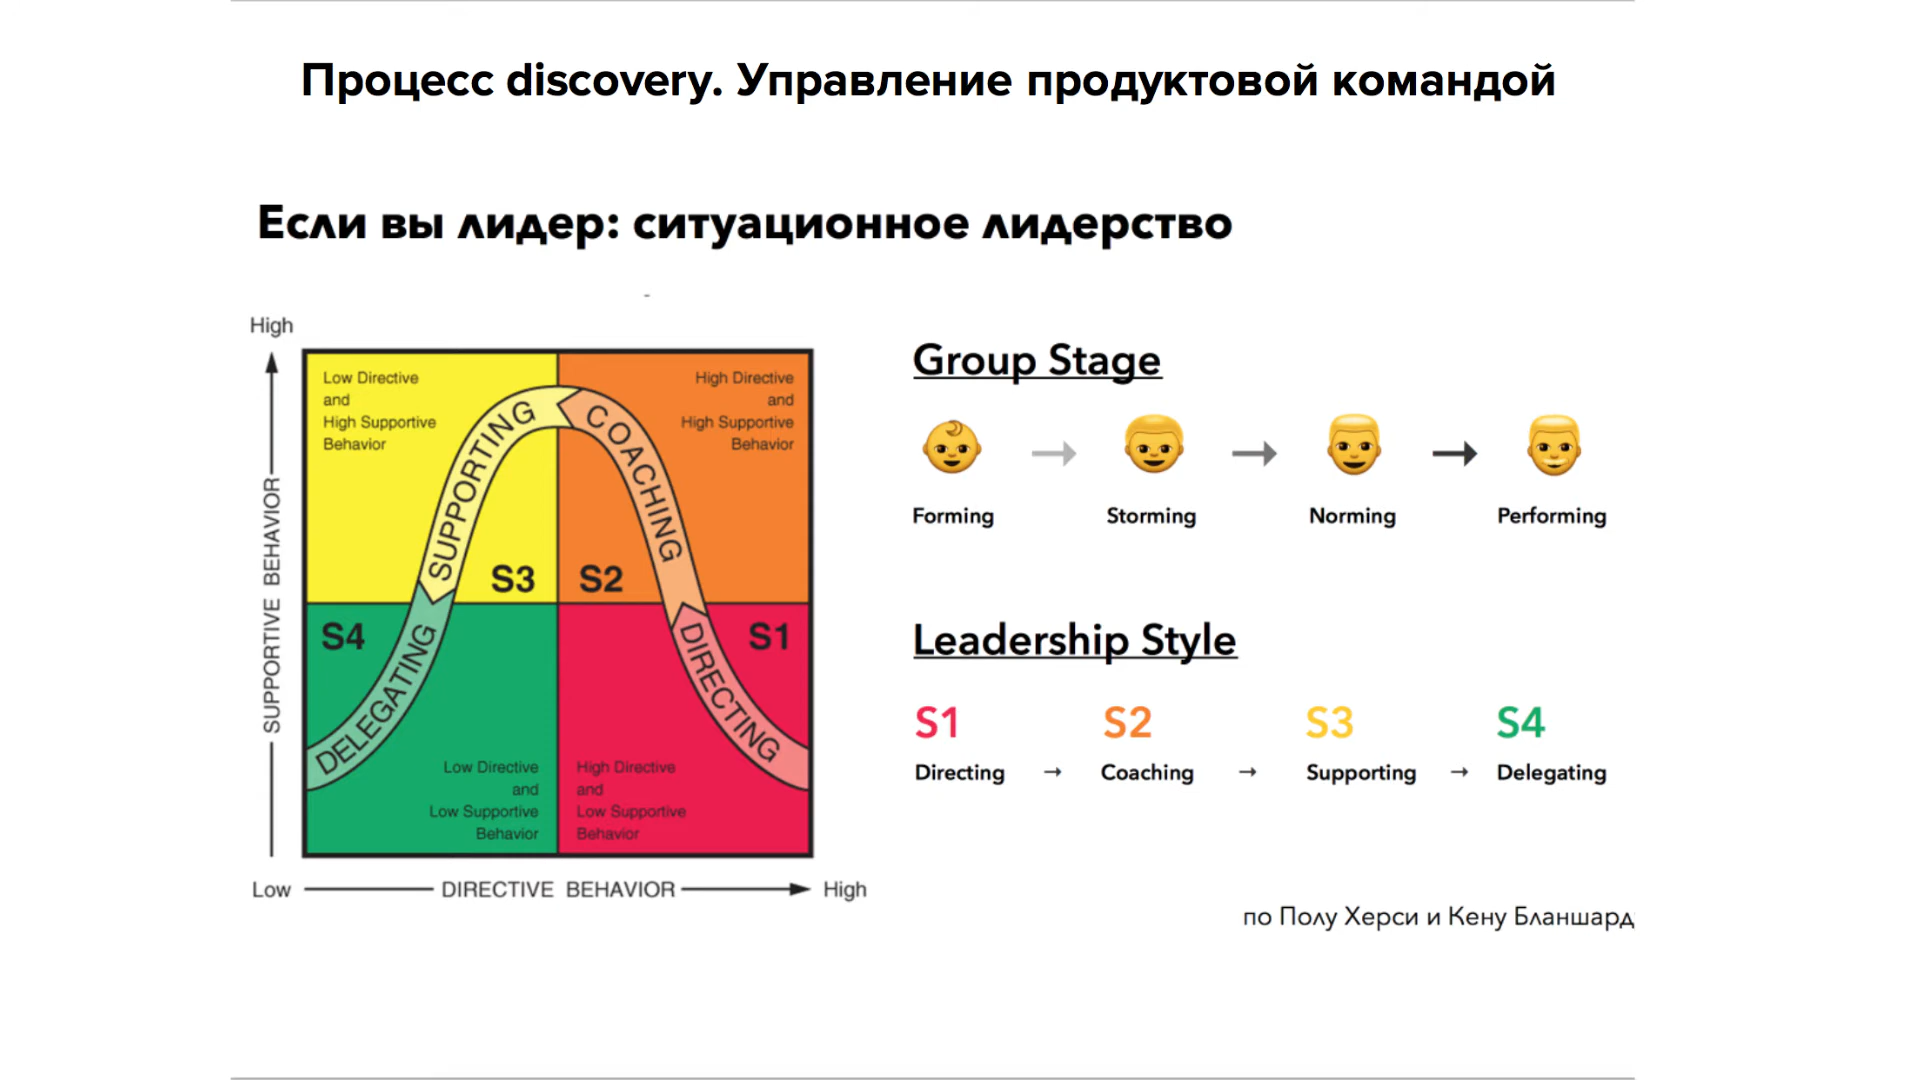 Процесс discovery. Управление продуктовой командой
Если вы лидер: ситуационное лидерство
-
High
SUPPORTIVE BEHAVIOR
Low Directive
and
High Supportive
Behavior
High Directive
and
High Supportive
Behavior
SUPPORTING
COACHING
S3
S2
S4
S1
DELEGATING
DIRECTING
Low Directive
and
Low Supportive
Behavior
High Directive
and
Low Supportive
Behavior
Low
DIRECTIVE BEHAVIOR
High
Group Stage
Forming
Storming
Norming
Performing
Leadership Style
S1
S2
S3
S4
Directing → Coaching → Supporting → Delegating
по Полу Херси и Кену Бланшард